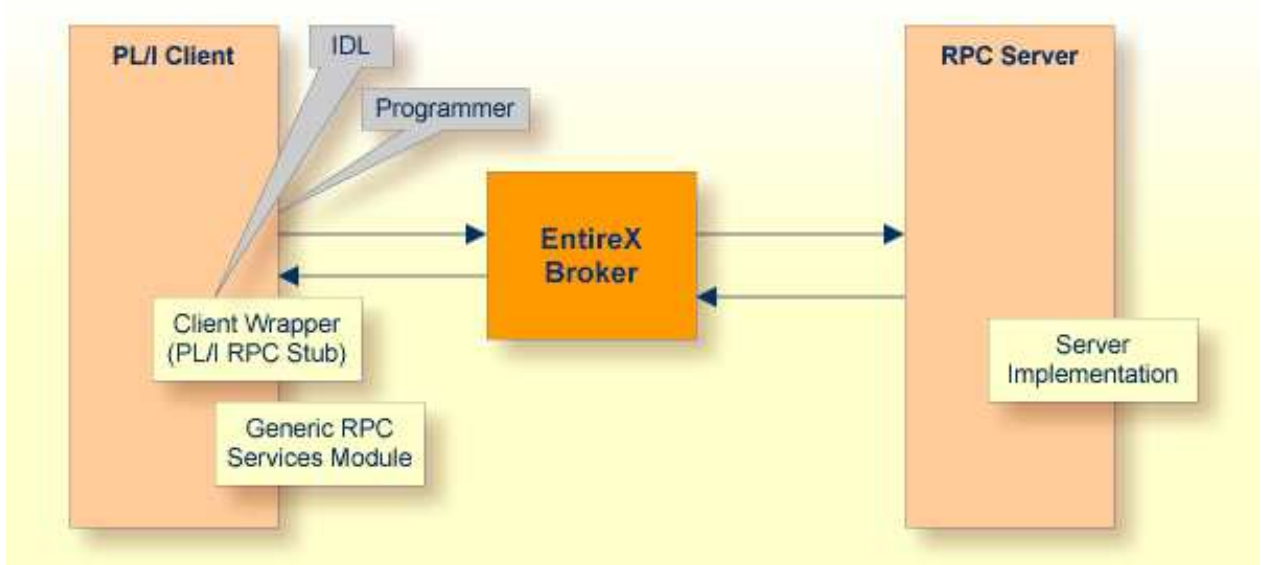 PL/I Client
IDL
Programmer
RPC Server
EntireX
Broker
Client Wrapper
(PL/I RPC Stub)
Generic RPC
Services Module
Server
Implementation